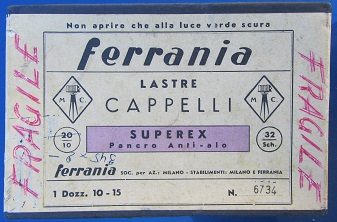 Non aprire che alla luce verde scura
ferrania
LASTRE
CAPPELLI
M C
M C
20
10
SUPEREX
Pancro Anti-alo
32
Sch.
ferrania SOC. PER AZ.: MILANO - STABILIMENTI: MILANO E FERRANIA
1 Dozz. 10 - 15
N. 6734
FRAGILE
FRAGILE